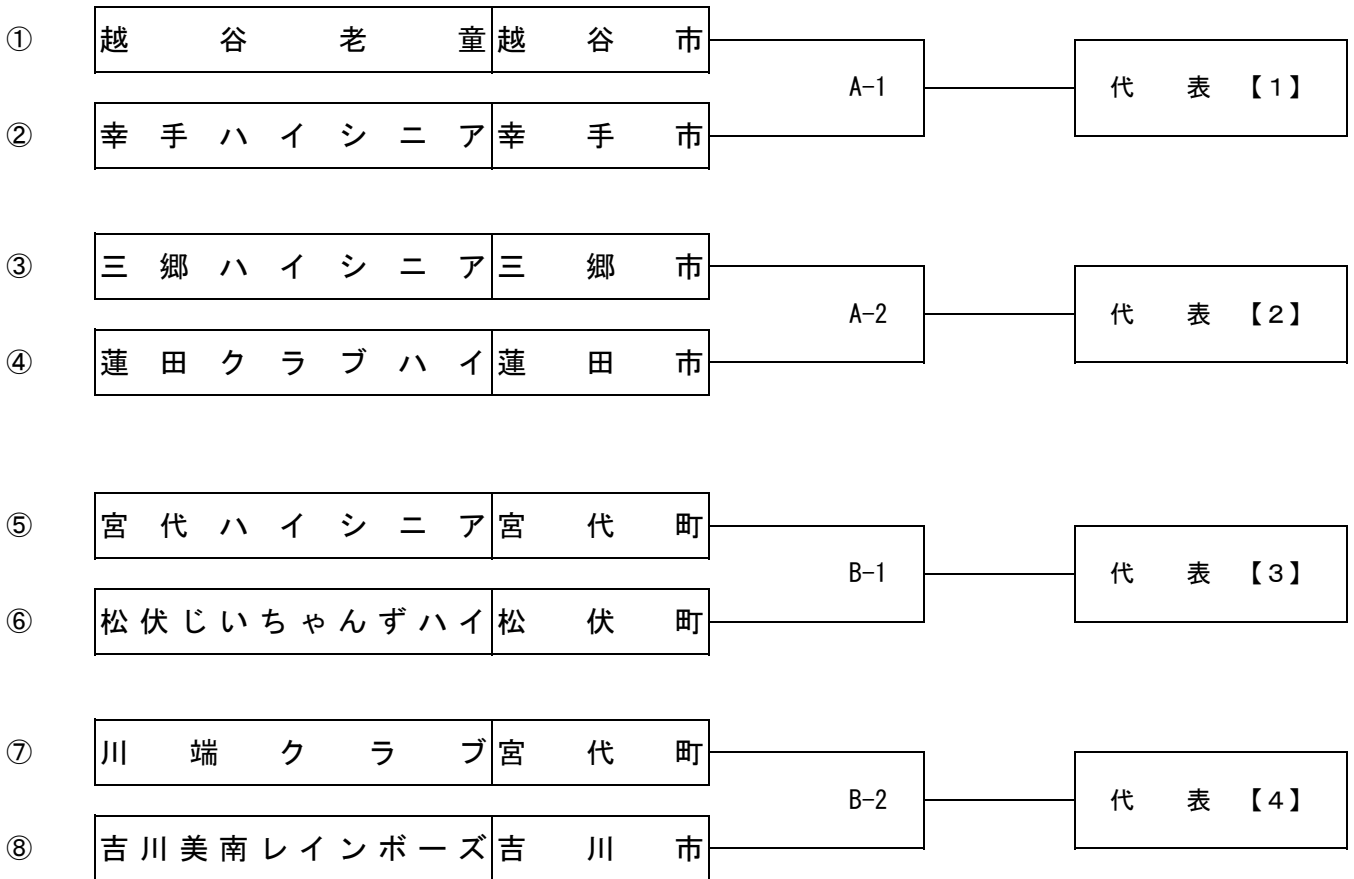 ① 越谷老童 越谷市
A-1 代表【1】
② 幸手ハイシニア 幸手市
③ 三郷ハイシニア 三郷市
A-2 代表【2】
④ 蓮田クラブハイ 蓮田市
⑤ 宮代ハイシニア 宮代町
B-1 代表【3】
⑥ 松伏じいちゃんずハイ 松伏町
⑦ 川端クラブ 宮代町
B-2 代表【4】
⑧ 吉川美南レインボーズ 吉川市